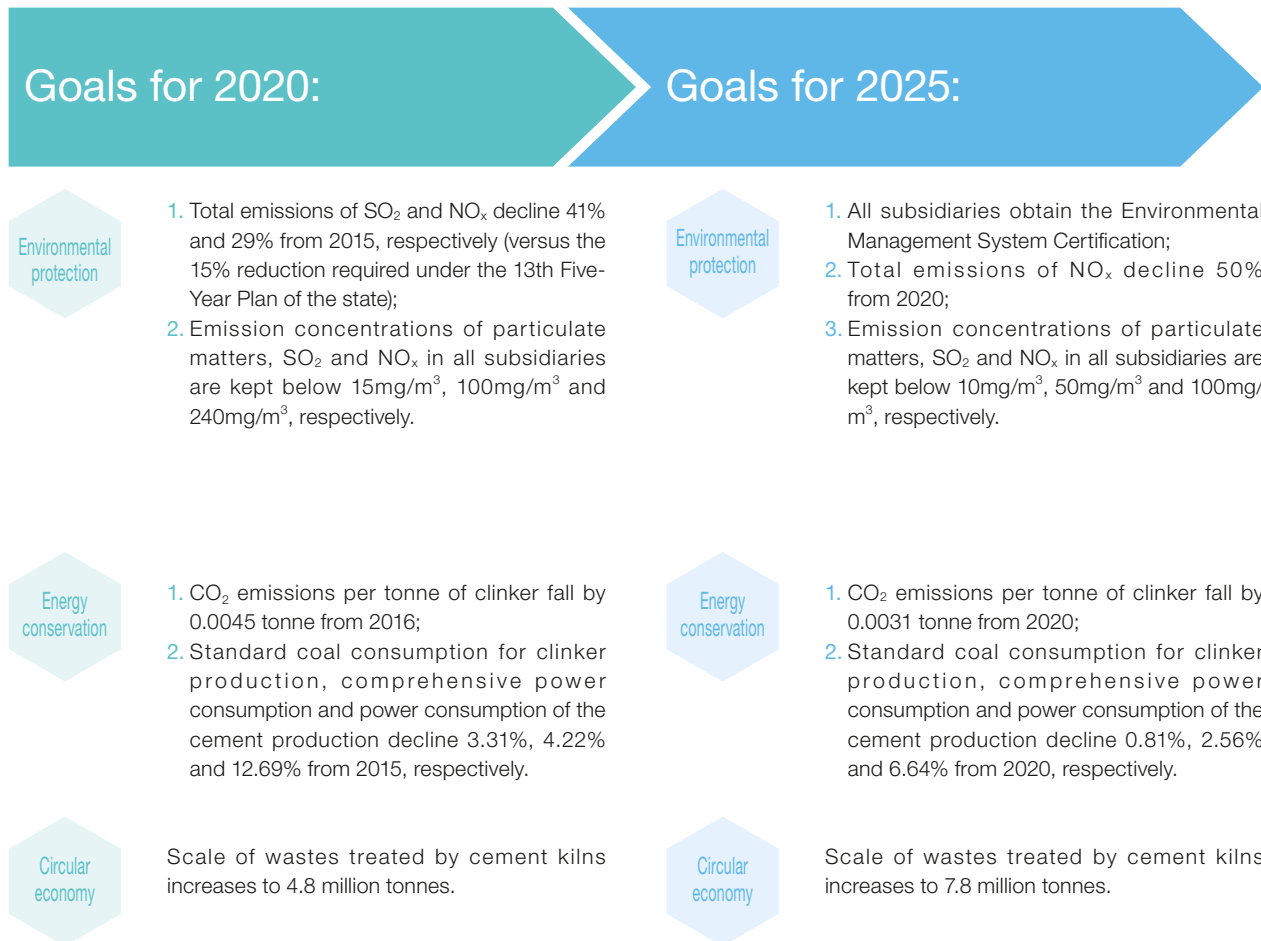 Goals for 2020:
Goals for 2025:
Environmental
protection
1. Total emissions of SO₂ and NOₓ decline 41%
and 29% from 2015, respectively (versus the
15% reduction required under the 13th Five-
Year Plan of the state);
2. Emission concentrations of particulate
matters, SO₂ and NOₓ in all subsidiaries
are kept below 15mg/m³, 100mg/m³ and
240mg/m³, respectively.
Environmental
protection
1. All subsidiaries obtain the Environmental
Management System Certification;
2. Total emissions of NOₓ decline 50%
from 2020;
3. Emission concentrations of particulate
matters, SO₂ and NOₓ in all subsidiaries are
kept below 10mg/m³, 50mg/m³ and 100mg/
m³, respectively.
Energy
conservation
1. CO₂ emissions per tonne of clinker fall by
0.0045 tonne from 2016;
2. Standard coal consumption for clinker
production, comprehensive power
consumption and power consumption of the
cement production decline 3.31%, 4.22%
and 12.69% from 2015, respectively.
Energy
conservation
1. CO₂ emissions per tonne of clinker fall by
0.0031 tonne from 2020;
2. Standard coal consumption for clinker
production, comprehensive power
consumption and power consumption of the
cement production decline 0.81%, 2.56%
and 6.64% from 2020, respectively.
Circular
economy
Scale of wastes treated by cement kilns
increases to 4.8 million tonnes.
Circular
economy
Scale of wastes treated by cement kilns
increases to 7.8 million tonnes.